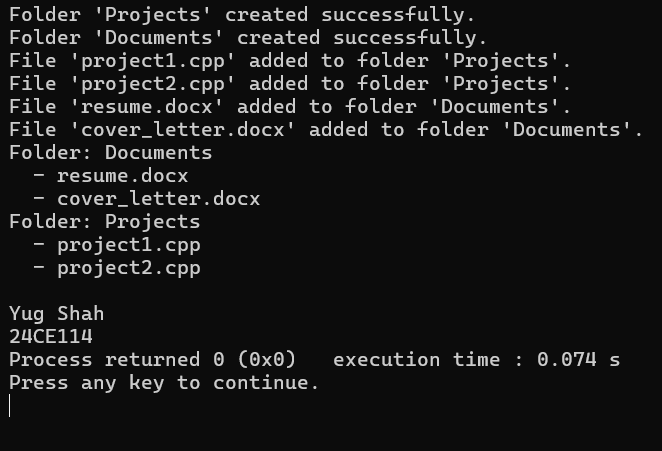 Folder 'Projects' created successfully.
Folder 'Documents' created successfully.
File 'project1.cpp' added to folder 'Projects'.
File 'project2.cpp' added to folder 'Projects'.
File 'resume.docx' added to folder 'Documents'.
File 'cover_letter.docx' added to folder 'Documents'.
Folder: Documents
  - resume.docx
  - cover_letter.docx
Folder: Projects
  - project1.cpp
  - project2.cpp

Yug Shah
24CE114
Process returned 0 (0x0)   execution time : 0.074 s
Press any key to continue.